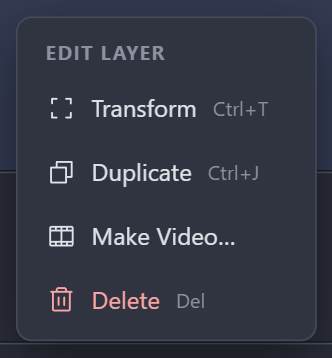 EDIT LAYER
Transform Ctrl+T
Duplicate Ctrl+J
Make Video...
Delete Del